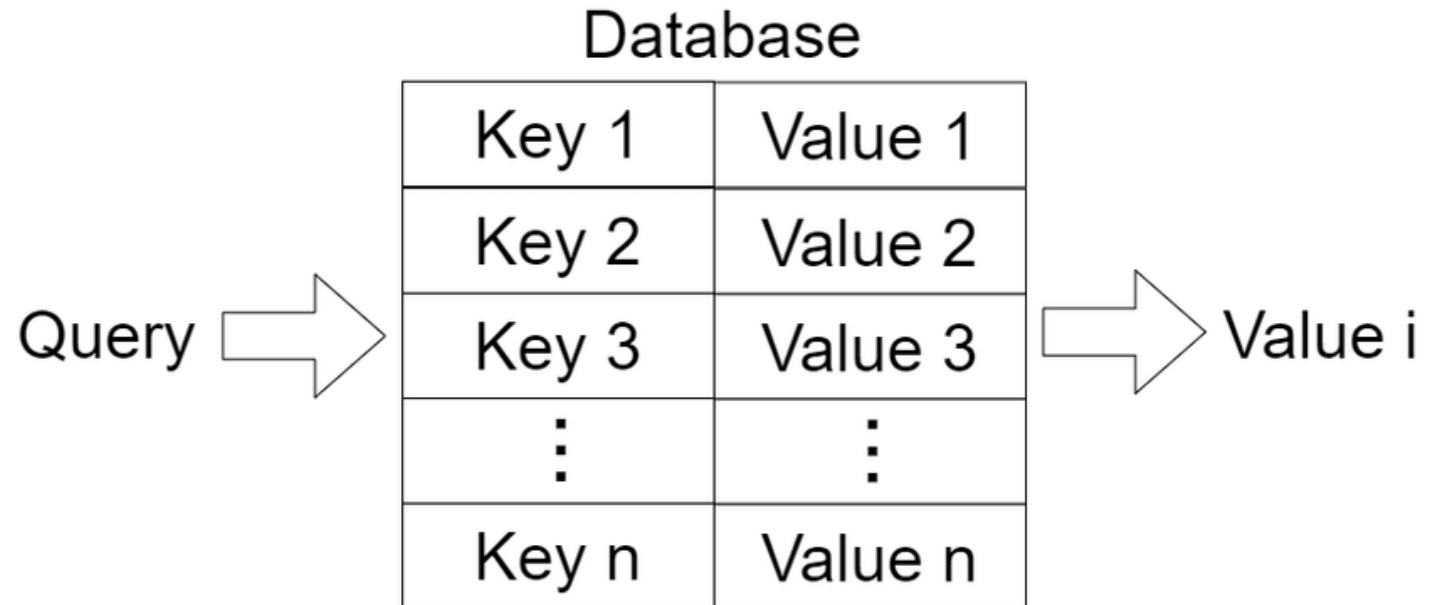 Database
Key 1 Value 1
Key 2 Value 2
Query Key 3 Value 3 Value i
⋮ ⋮
Key n Value n